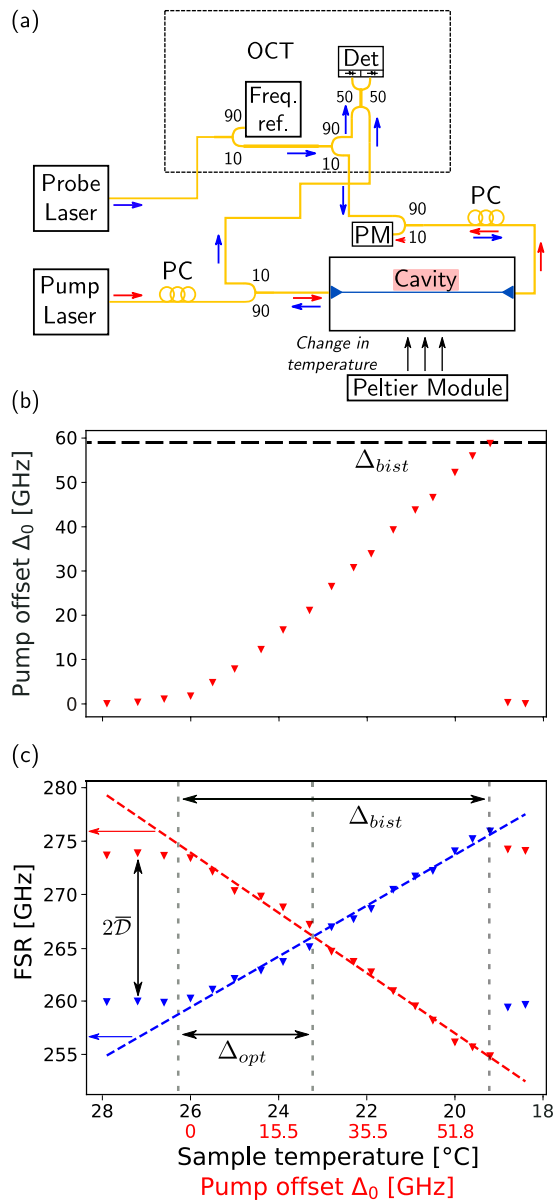 (a)
OCT
Det
50 50
Freq.
ref.
90
90
10
10
Probe
Laser
PC
90
PM
10
PC
Pump
Laser
10
90
Cavity
Change in
temperature
Peltier Module
(b)
Pump offset Δ₀ [GHz]
60
50
40
30
20
10
0
Δ_bist
(c)
FSR [GHz]
280
275
270
265
260
255
Δ_bist
2𝒟̅
Δ_opt
28 26 24 22 20 18
0 15.5 35.5 51.8
Sample temperature [°C]
Pump offset Δ₀ [GHz]